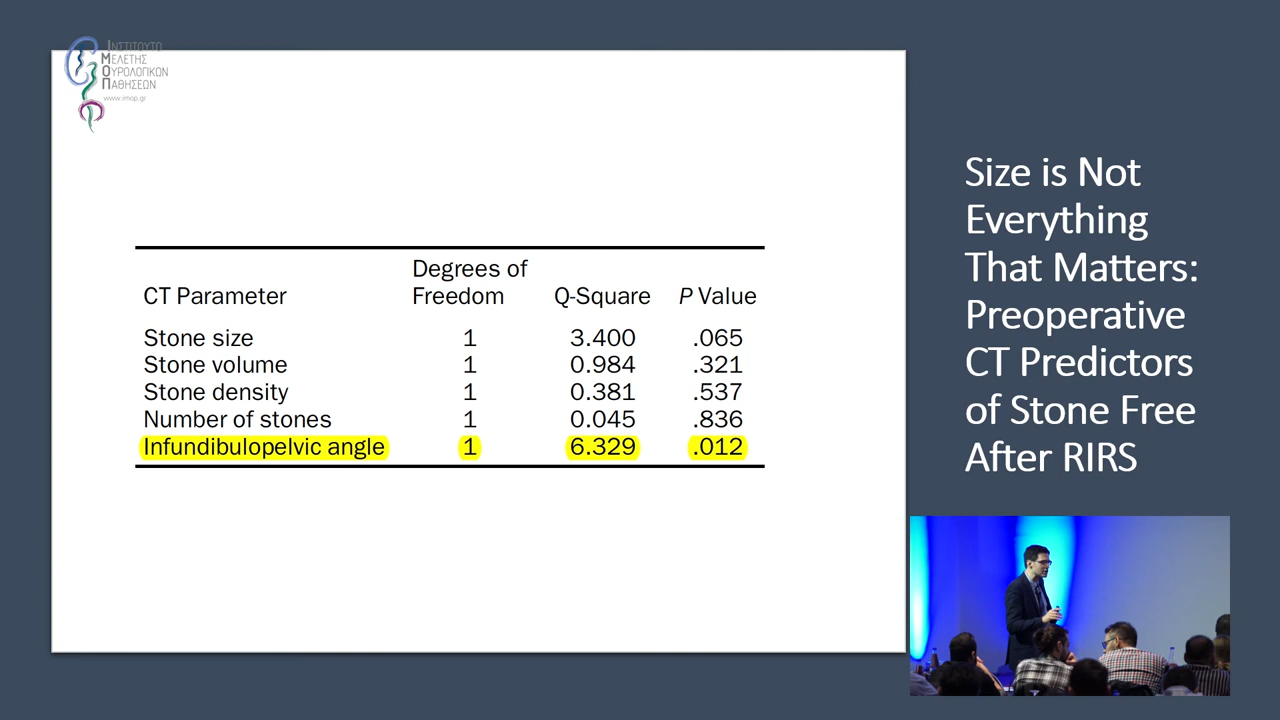 ΙΝΣΤΙΤΟΥΤΟ
ΜΕΛΕΤΗΣ
ΟΥΡΟΛΟΓΙΚΩΝ
ΠΑΘΗΣΕΩΝ
www.imop.gr
CT Parameter Degrees of Freedom Q-Square P Value
Stone size 1 3.400 .065
Stone volume 1 0.984 .321
Stone density 1 0.381 .537
Number of stones 1 0.045 .836
Infundibulopelvic angle 1 6.329 .012
Size is Not
Everything
That Matters:
Preoperative
CT Predictors
of Stone Free
After RIRS